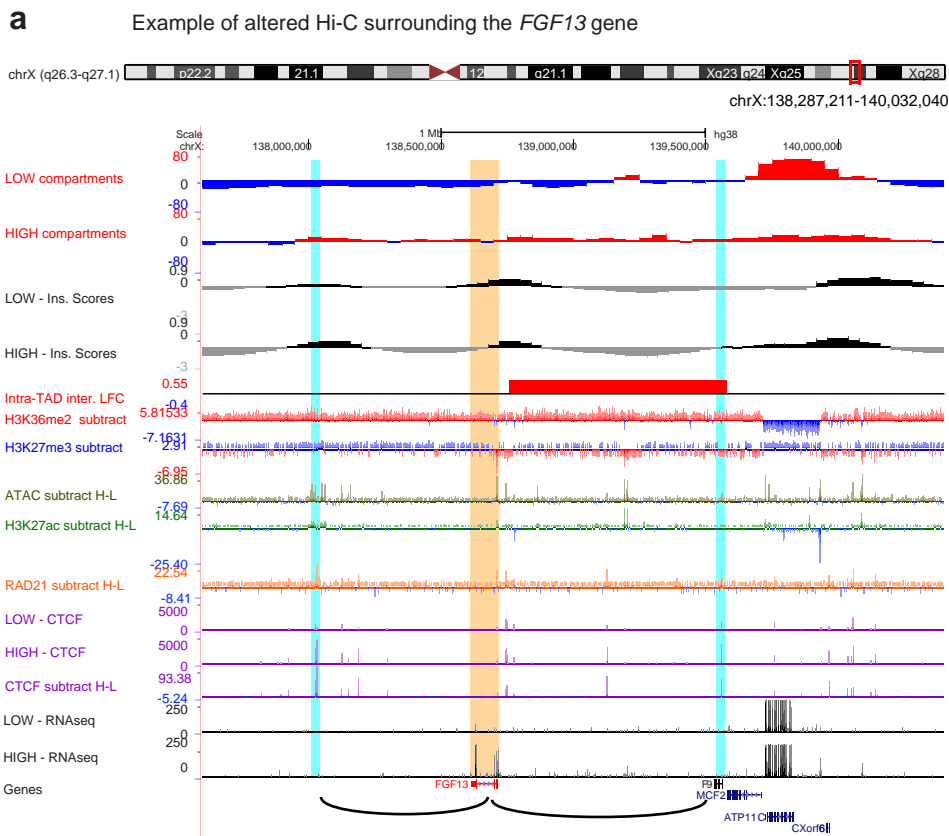 a
Example of altered Hi-C surrounding the FGF13 gene
chrX (q26.3-q27.1) p22.2 21.1 12 q21.1 Xq23 q24 Xq25 Xq28
chrX:138,287,211-140,032,040
Scale 1 Mb hg38
chrX: 138,000,000 138,500,000 139,000,000 139,500,000 140,000,000
80
LOW compartments
0
-80
80
HIGH compartments
0
-80
0.9
0
LOW - Ins. Scores
-3
0.9
0
HIGH - Ins. Scores
-3
0.55
Intra-TAD inter. LFC
-0.4
H3K36me2 subtract 5.81533
-7.1631
H3K27me3 subtract 2.91
-6.95
36.86
ATAC subtract H-L
-7.69
14.64
H3K27ac subtract H-L
-25.40
22.54
RAD21 subtract H-L
-8.41
5000
LOW - CTCF
0
5000
HIGH - CTCF
0
93.38
CTCF subtract H-L
-5.24
250
LOW - RNAseq
0
250
HIGH - RNAseq
0
Genes FGF13 F9
MCF2
ATP11C
CXorf6